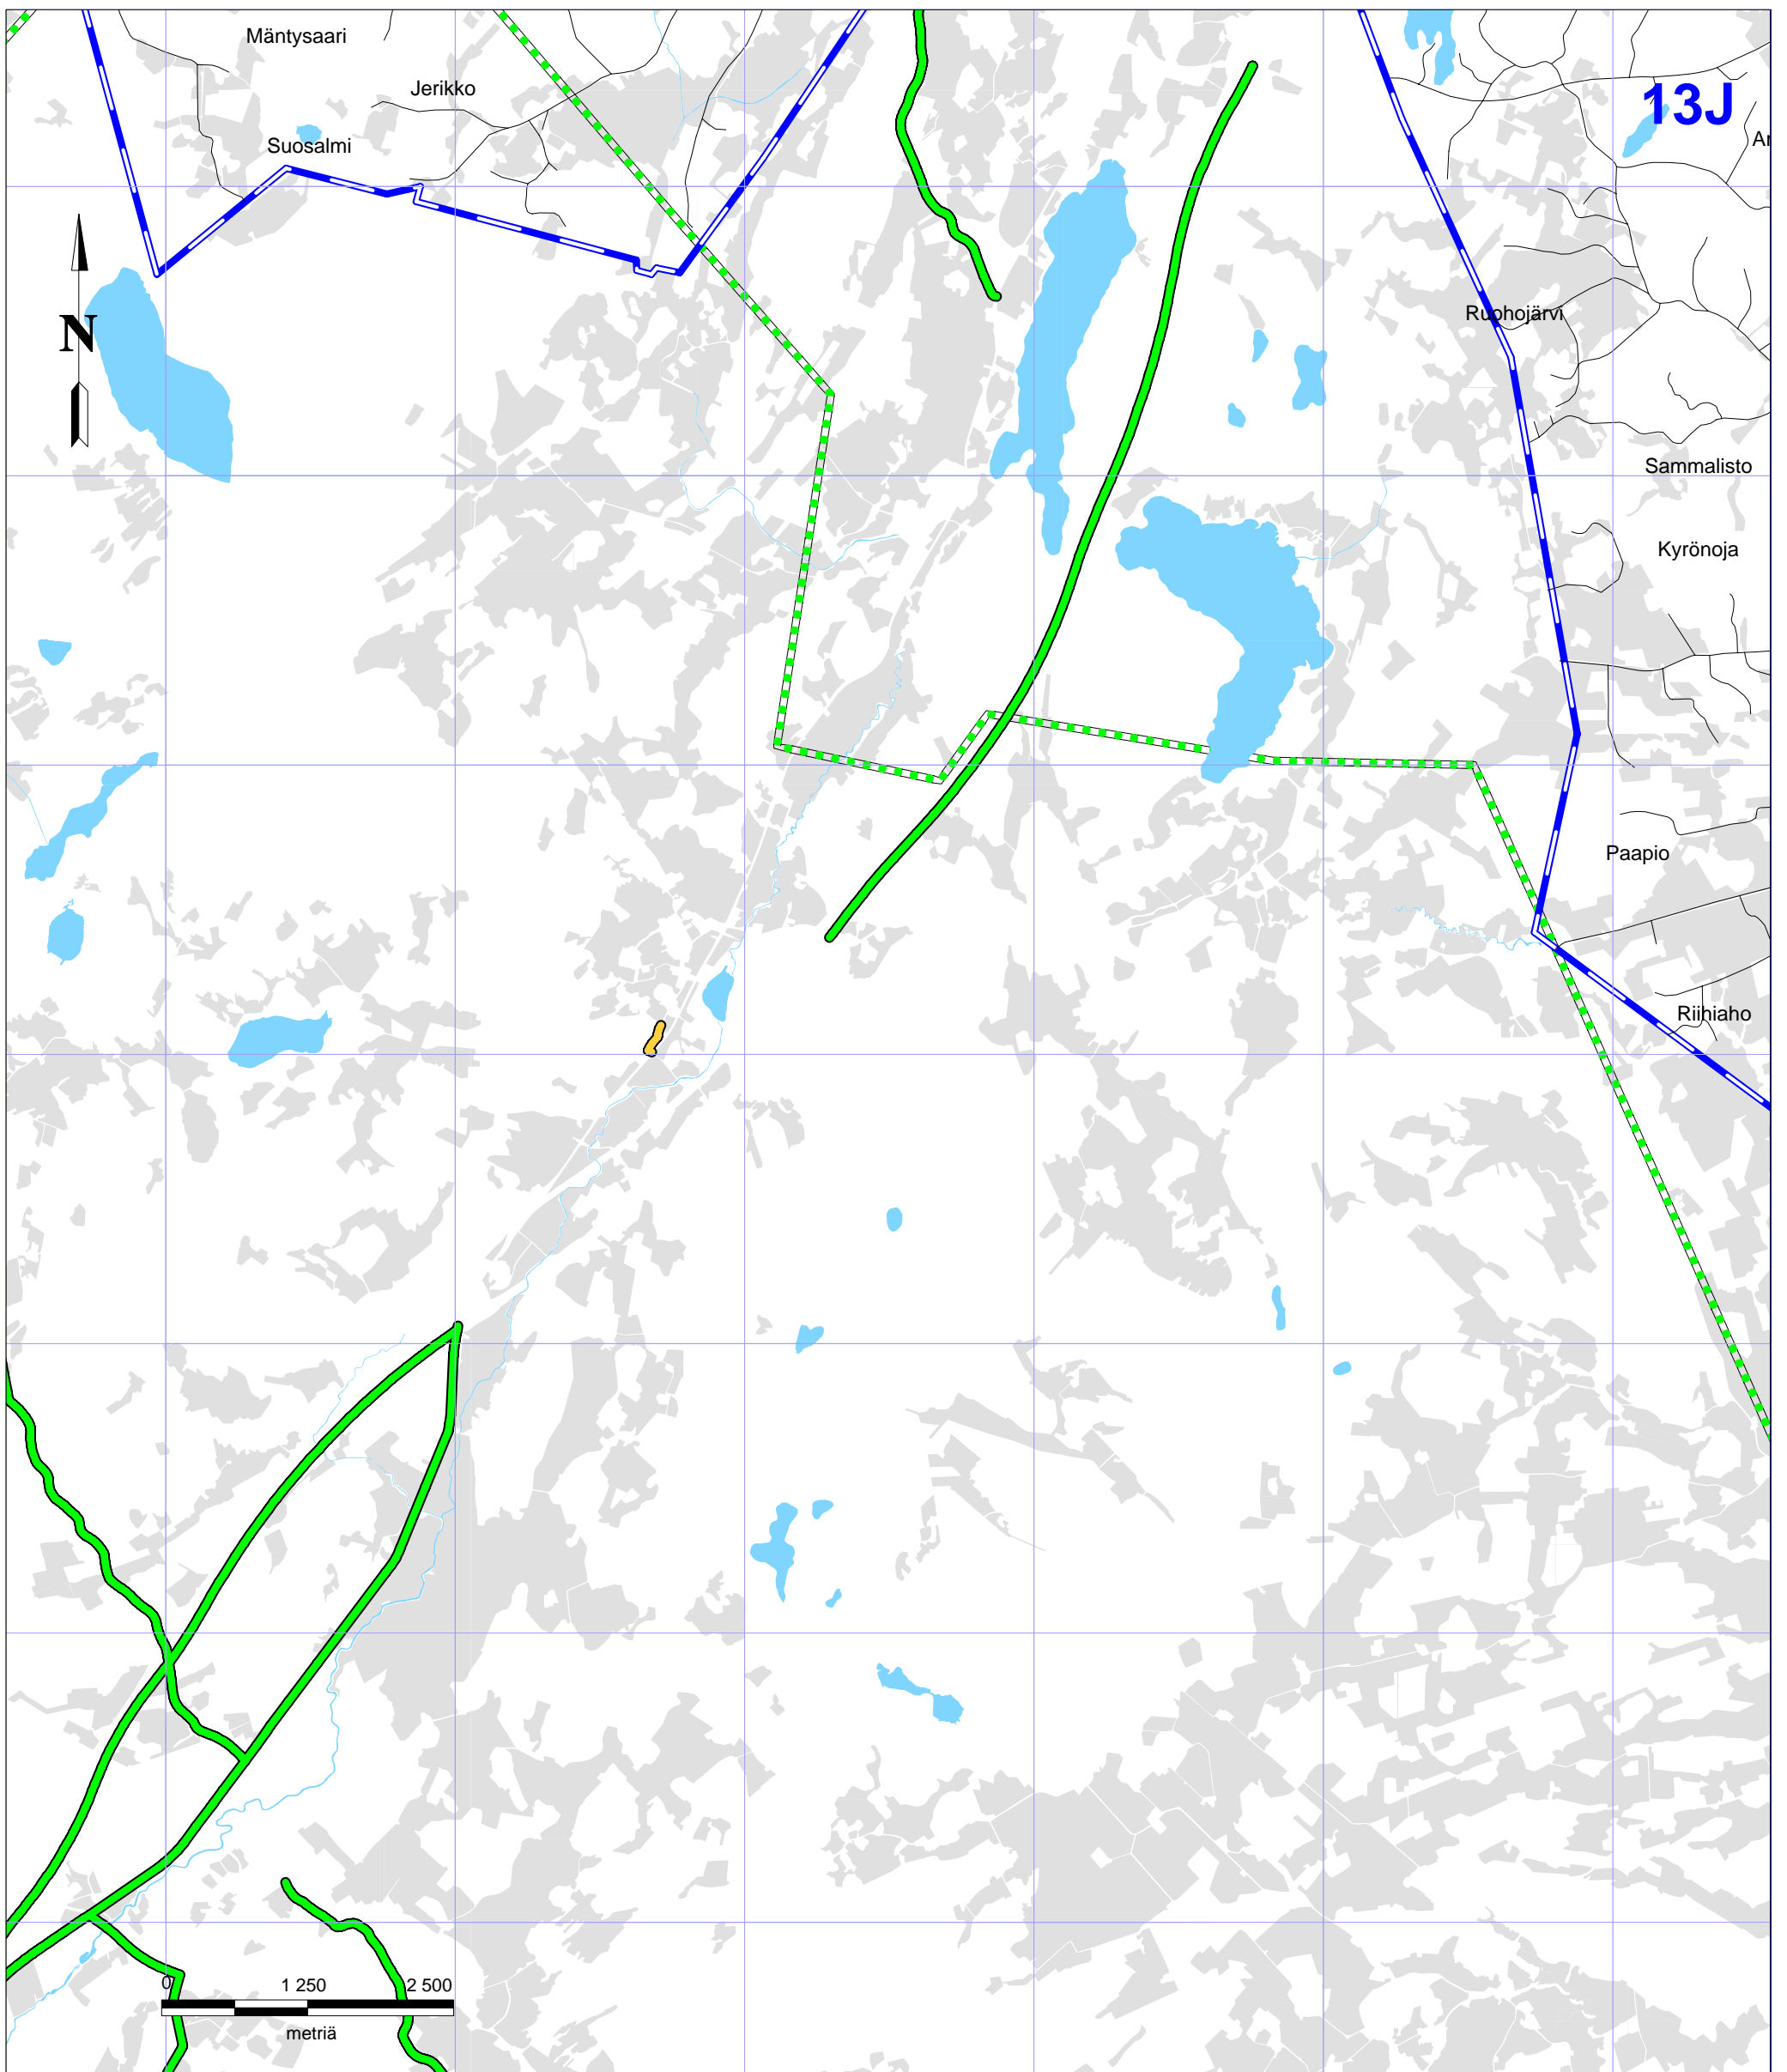 Mäntysaari
Jerikko
13J
Suosalmi
Ruohojärvi
N
Sammalisto
Kyrönoja
Paapio
Riihiaho
0 1 250 2 500
metriä